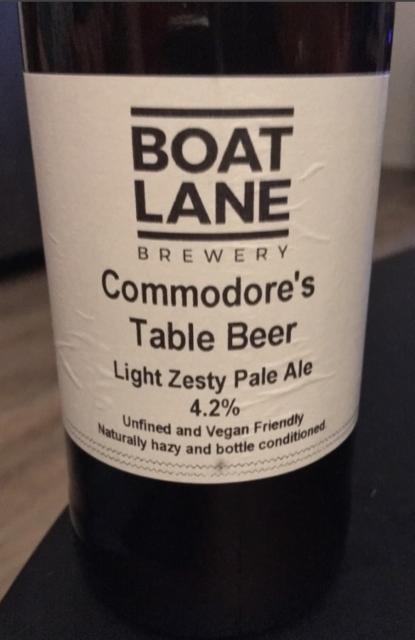 BOAT
LANE
BREWERY
Commodore's
Table Beer
Light Zesty Pale Ale
4.2%
Unfined and Vegan Friendly
Naturally hazy and bottle conditioned